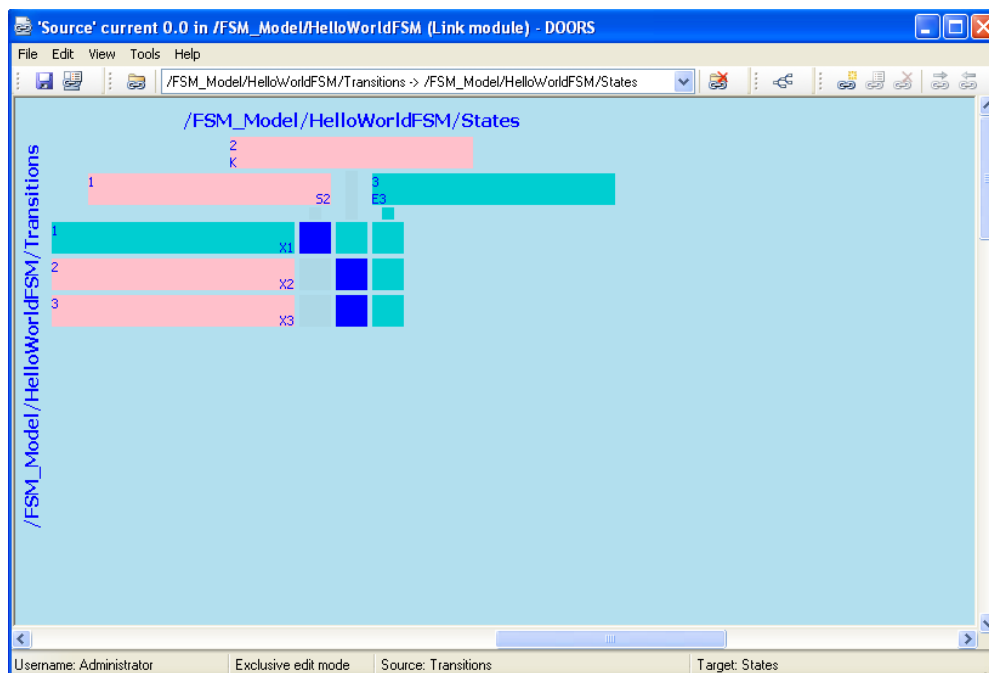 'Source' current 0.0 in /FSM_Model/HelloWorldFSM (Link module) - DOORS
File Edit View Tools Help
/FSM_Model/HelloWorldFSM/Transitions -> /FSM_Model/HelloWorldFSM/States
/FSM_Model/HelloWorldFSM/States
/FSM_Model/HelloWorldFSM/Transitions
2
K
1
S2
3
E3
1
X1
2
X2
3
X3
Username: Administrator Exclusive edit mode Source: Transitions Target: States